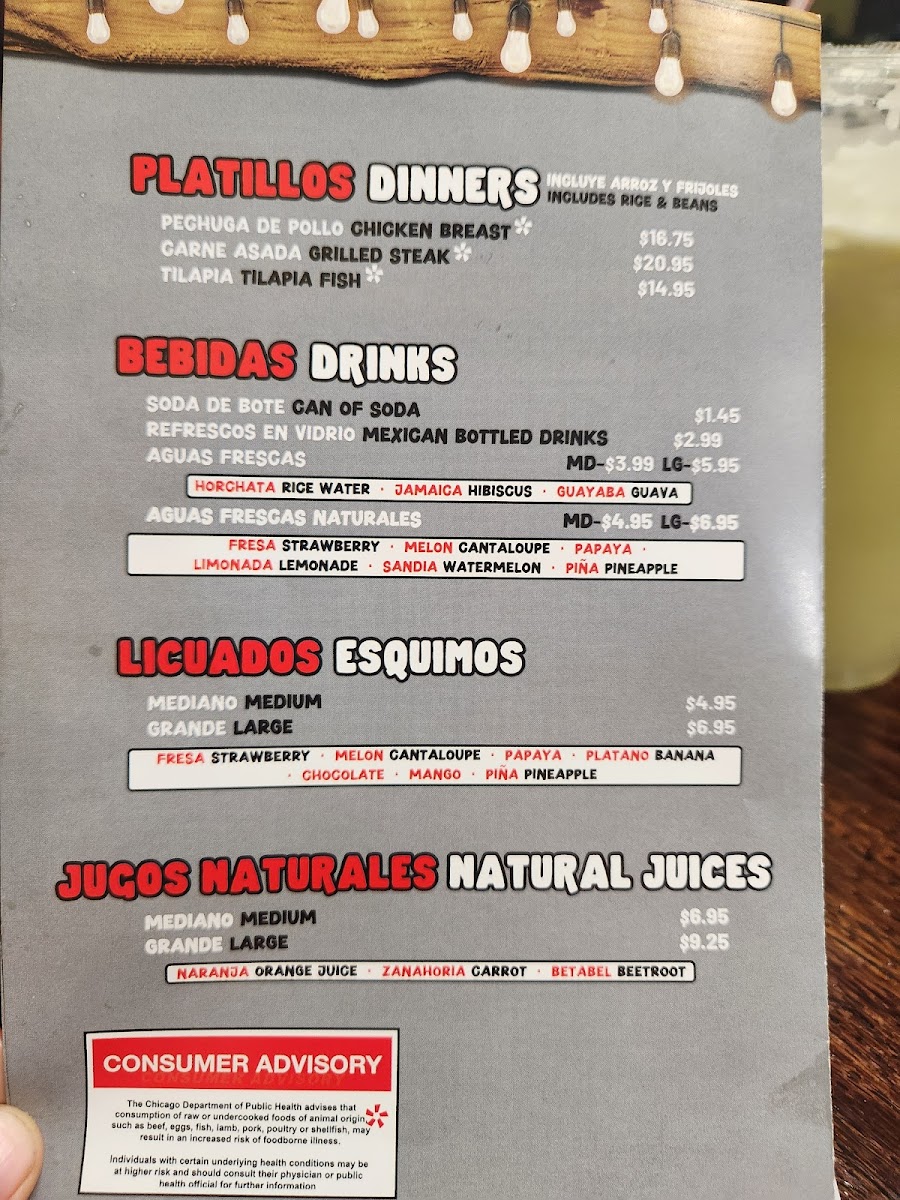 PLATILLOS DINNERS INCLUYE ARROZ Y FRIJOLES
INCLUDES RICE & BEANS
PECHUGA DE POLLO CHICKEN BREAST* $16.75
CARNE ASADA GRILLED STEAK* $20.95
TILAPIA TILAPIA FISH* $14.95
BEBIDAS DRINKS
SODA DE BOTE CAN OF SODA $1.45
REFRESCOS EN VIDRIO MEXICAN BOTTLED DRINKS $2.99
AGUAS FRESCAS MD-$3.99 LG-$5.95
HORCHATA RICE WATER · JAMAICA HIBISCUS · GUAYABA GUAVA
AGUAS FRESCAS NATURALES MD-$4.95 LG-$6.95
FRESA STRAWBERRY · MELON CANTALOUPE · PAPAYA ·
LIMONADA LEMONADE · SANDIA WATERMELON · PIÑA PINEAPPLE
LICUADOS ESQUIMOS
MEDIANO MEDIUM $4.95
GRANDE LARGE $6.95
FRESA STRAWBERRY · MELON CANTALOUPE · PAPAYA · PLATANO BANANA
· CHOCOLATE · MANGO · PIÑA PINEAPPLE
JUGOS NATURALES NATURAL JUICES
MEDIANO MEDIUM $6.95
GRANDE LARGE $9.25
NARANJA ORANGE JUICE · ZANAHORIA CARROT · BETABEL BEETROOT
CONSUMER ADVISORY
The Chicago Department of Public Health advises that
consumption of raw or undercooked foods of animal origin,
such as beef, eggs, fish, lamb, pork, poultry or shellfish, may
result in an increased risk of foodborne illness.
Individuals with certain underlying health conditions may be
at higher risk and should consult their physician or public
health official for further information